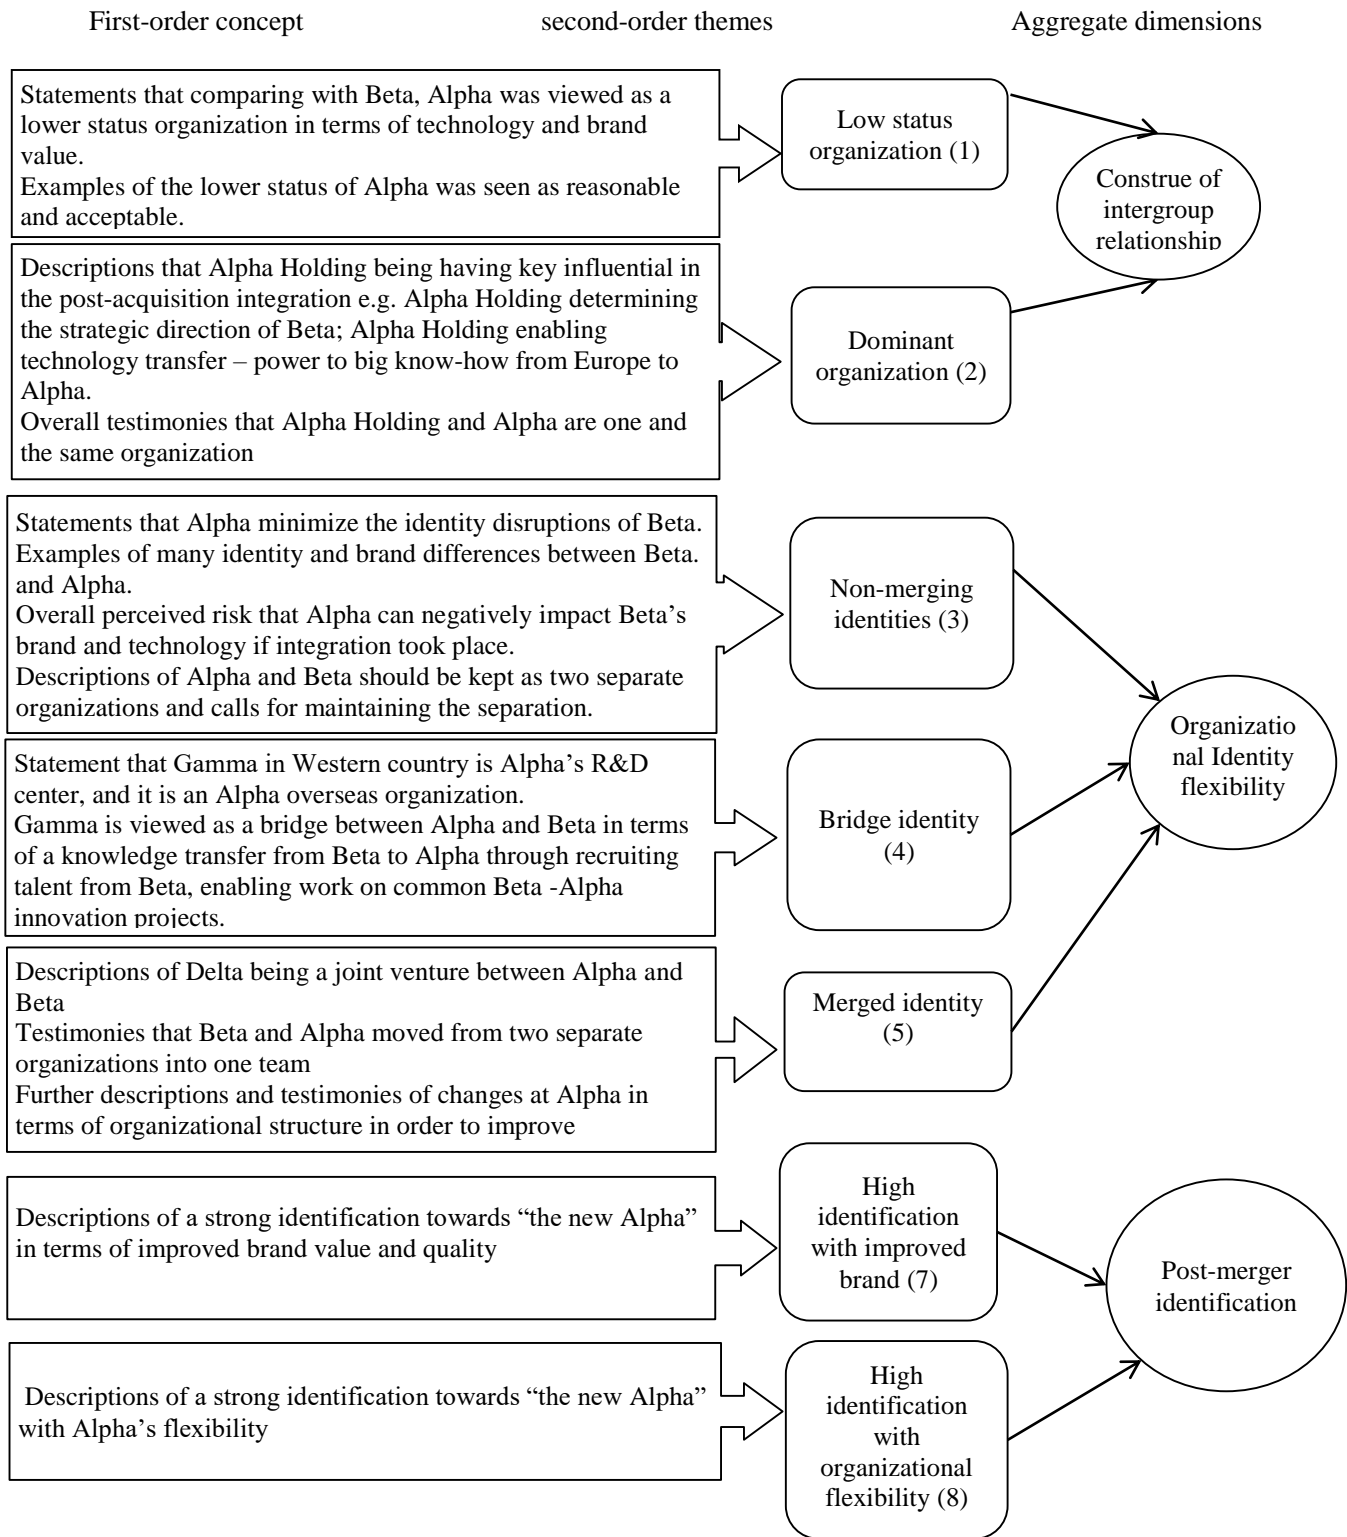 First-order concept second-order themes Aggregate dimensions
Statements that comparing with Beta, Alpha was viewed as a
lower status organization in terms of technology and brand
value.
Examples of the lower status of Alpha was seen as reasonable
and acceptable.
Low status
organization (1)
Construe of
intergroup
relationship
Descriptions that Alpha Holding being having key influential in
the post-acquisition integration e.g. Alpha Holding determining
the strategic direction of Beta; Alpha Holding enabling
technology transfer – power to big know-how from Europe to
Alpha.
Overall testimonies that Alpha Holding and Alpha are one and
the same organization
Dominant
organization (2)
Statements that Alpha minimize the identity disruptions of Beta.
Examples of many identity and brand differences between Beta.
and Alpha.
Overall perceived risk that Alpha can negatively impact Beta’s
brand and technology if integration took place.
Descriptions of Alpha and Beta should be kept as two separate
organizations and calls for maintaining the separation.
Non-merging
identities (3)
Organizatio
nal Identity
flexibility
Statement that Gamma in Western country is Alpha’s R&D
center, and it is an Alpha overseas organization.
Gamma is viewed as a bridge between Alpha and Beta in terms
of a knowledge transfer from Beta to Alpha through recruiting
talent from Beta, enabling work on common Beta -Alpha
innovation projects.
Bridge identity
(4)
Descriptions of Delta being a joint venture between Alpha and
Beta
Testimonies that Beta and Alpha moved from two separate
organizations into one team
Further descriptions and testimonies of changes at Alpha in
terms of organizational structure in order to improve
Merged identity
(5)
Descriptions of a strong identification towards “the new Alpha”
in terms of improved brand value and quality
High
identification
with improved
brand (7)
Post-merger
identification
Descriptions of a strong identification towards “the new Alpha”
with Alpha’s flexibility
High
identification
with
organizational
flexibility (8)